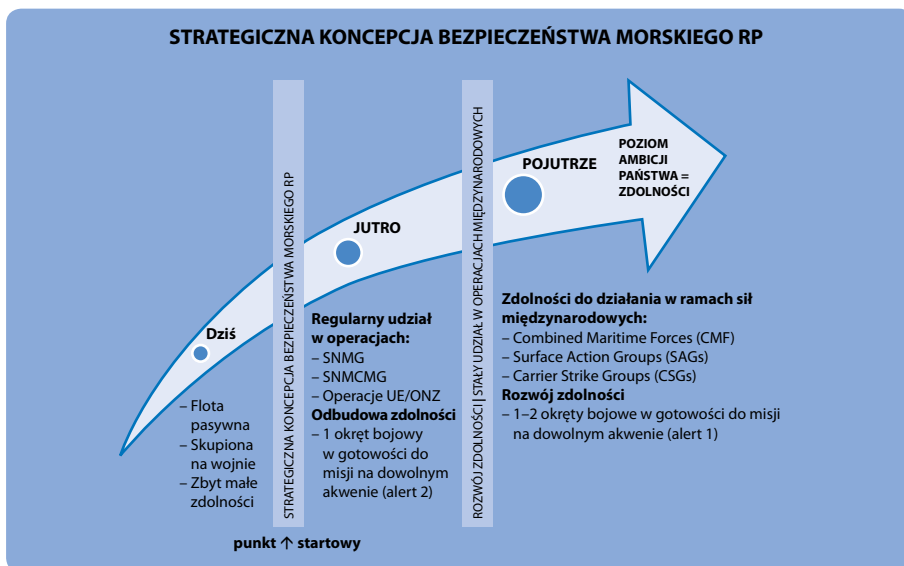 STRATEGICZNA KONCEPCJA BEZPIECZEŃSTWA MORSKIEGO RP
Dziś
– Flota
pasywna
– Skupiona
na wojnie
– Zbyt małe
zdolności
STRATEGICZNA KONCEPCJA BEZPIECZEŃSTWA MORSKIEGO RP
punkt ↑ startowy
JUTRO
Regularny udział
w operacjach:
– SNMG
– SNMCMG
– Operacje UE/ONZ
Odbudowa zdolności
– 1 okręt bojowy
w gotowości do
misji na dowolnym
akwenie (alert 2)
ROZWÓJ ZDOLNOŚCI | STAŁY UDZIAŁ W OPERACJACH MIĘDZYNARODOWYCH
POJUTRZE
Zdolności do działania w ramach sił
międzynarodowych:
– Combined Maritime Forces (CMF)
– Surface Action Groups (SAGs)
– Carrier Strike Groups (CSGs)
Rozwój zdolności
– 1–2 okręty bojowe w gotowości do misji
na dowolnym akwenie (alert 1)
POZIOM
AMBICJI
PAŃSTWA =
ZDOLNOŚCI